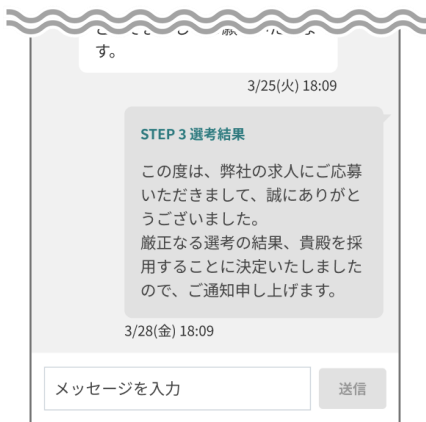 す。
3/25(火) 18:09
STEP 3 選考結果
この度は、弊社の求人にご応募
いただきまして、誠にありがと
うございました。
厳正なる選考の結果、貴殿を採
用することに決定いたしました
ので、ご通知申し上げます。
3/28(金) 18:09
メッセージを入力
送信